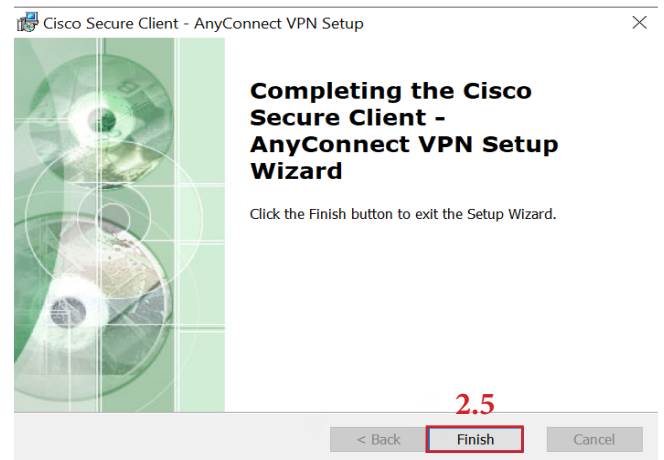 Cisco Secure Client - AnyConnect VPN Setup
Completing the Cisco
Secure Client -
AnyConnect VPN Setup
Wizard
Click the Finish button to exit the Setup Wizard.
2.5
< Back Finish Cancel